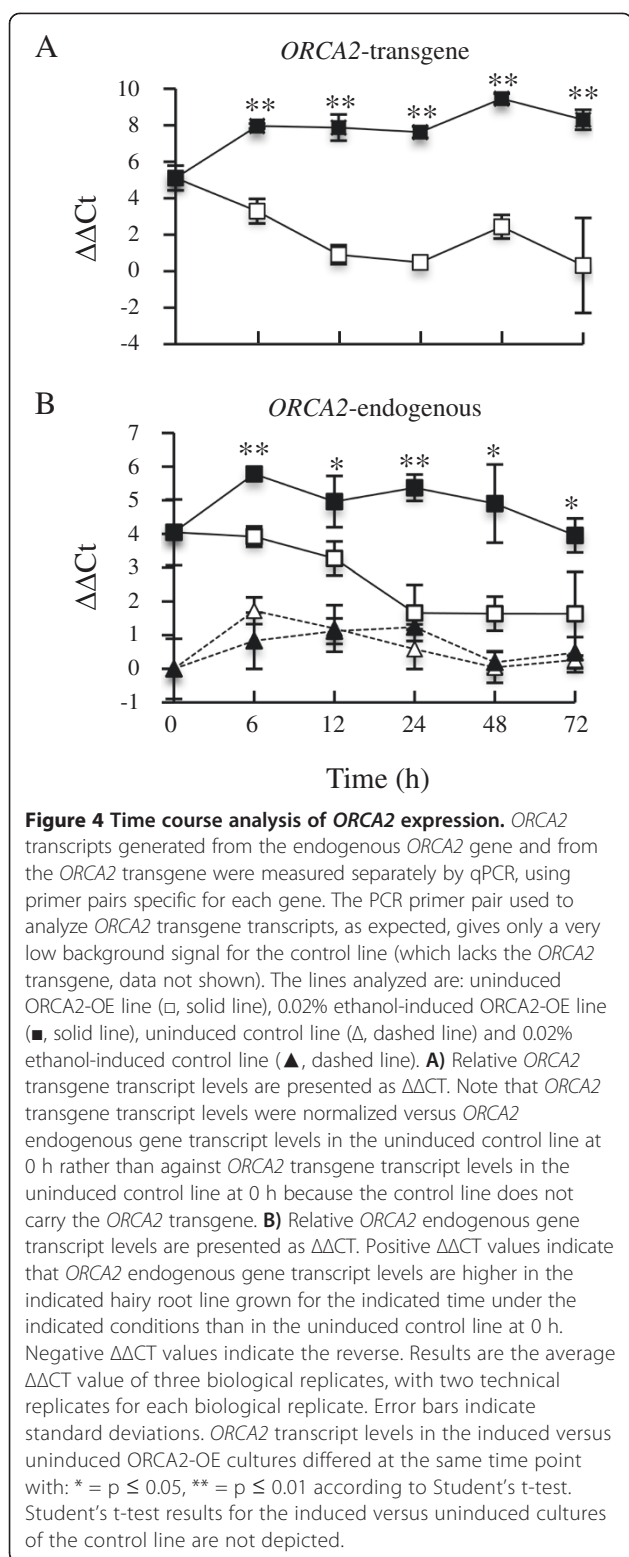 A
ORCA2-transgene
10
8
6
4
2
0
-2
-4
ΔΔCt
**
**
**
**
**
B
ORCA2-endogenous
7
6
5
4
3
2
1
0
-1
ΔΔCt
**
*
**
*
*
0 6 12 24 48 72
Time (h)
Figure 4 Time course analysis of ORCA2 expression. ORCA2
transcripts generated from the endogenous ORCA2 gene and from
the ORCA2 transgene were measured separately by qPCR, using
primer pairs specific for each gene. The PCR primer pair used to
analyze ORCA2 transgene transcripts, as expected, gives only a very
low background signal for the control line (which lacks the ORCA2
transgene, data not shown). The lines analyzed are: uninduced
ORCA2-OE line (□, solid line), 0.02% ethanol-induced ORCA2-OE line
(■, solid line), uninduced control line (Δ, dashed line) and 0.02%
ethanol-induced control line (▲, dashed line). A) Relative ORCA2
transgene transcript levels are presented as ΔΔCT. Note that ORCA2
transgene transcript levels were normalized versus ORCA2
endogenous gene transcript levels in the uninduced control line at
0 h rather than against ORCA2 transgene transcript levels in the
uninduced control line at 0 h because the control line does not
carry the ORCA2 transgene. B) Relative ORCA2 endogenous gene
transcript levels are presented as ΔΔCT. Positive ΔΔCT values indicate
that ORCA2 endogenous gene transcript levels are higher in the
indicated hairy root line grown for the indicated time under the
indicated conditions than in the uninduced control line at 0 h.
Negative ΔΔCT values indicate the reverse. Results are the average
ΔΔCT value of three biological replicates, with two technical
replicates for each biological replicate. Error bars indicate
standard deviations. ORCA2 transcript levels in the induced versus
uninduced ORCA2-OE cultures differed at the same time point
with: * = p ≤ 0.05, ** = p ≤ 0.01 according to Student's t-test.
Student's t-test results for the induced versus uninduced cultures
of the control line are not depicted.